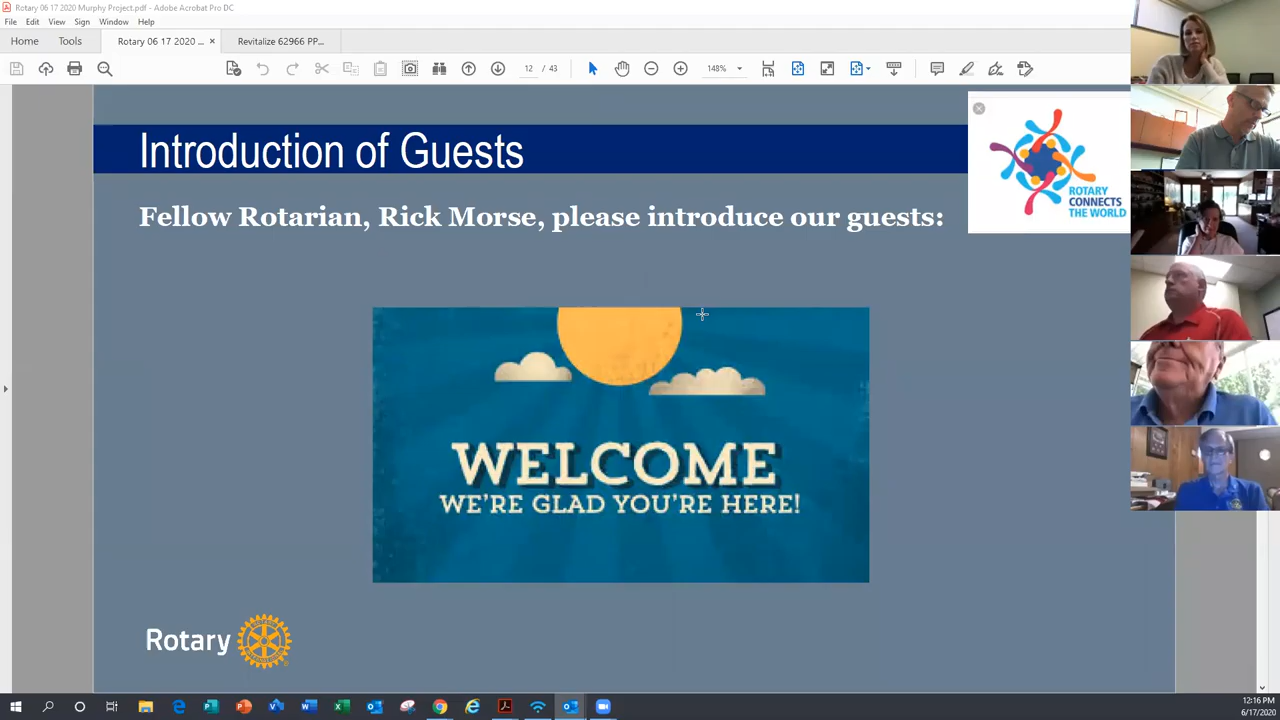 Rotary 06 17 2020 Murphy Project.pdf - Adobe Acrobat Pro DC
File Edit View Sign Window Help
Home Tools Rotary 06 17 2020 ... × Revitalize 62966 PP...
12 / 43 148%
Introduction of Guests
ROTARY
CONNECTS
THE WORLD
Fellow Rotarian, Rick Morse, please introduce our guests:
WELCOME
WE'RE GLAD YOU'RE HERE!
Rotary
12:16 PM
6/17/2020